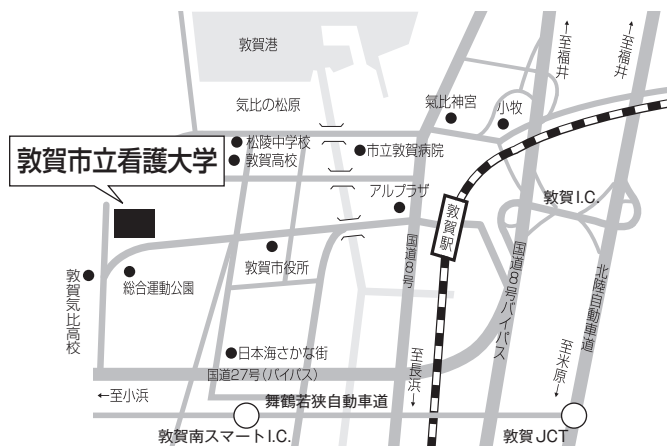 敦賀港
←至福井
←至福井
気比の松原
氣比神宮
小牧
松陵中学校
敦賀高校
市立敦賀病院
敦賀市立看護大学
アルプラザ
敦賀I.C.
敦賀駅
国道8号
国道8号バイパス
北陸自動車道
敦賀市役所
敦賀気比高校
総合運動公園
日本海さかな街
国道27号(バイパス)
至長浜→
至米原→
←至小浜
舞鶴若狭自動車道
敦賀南スマートI.C.
敦賀JCT